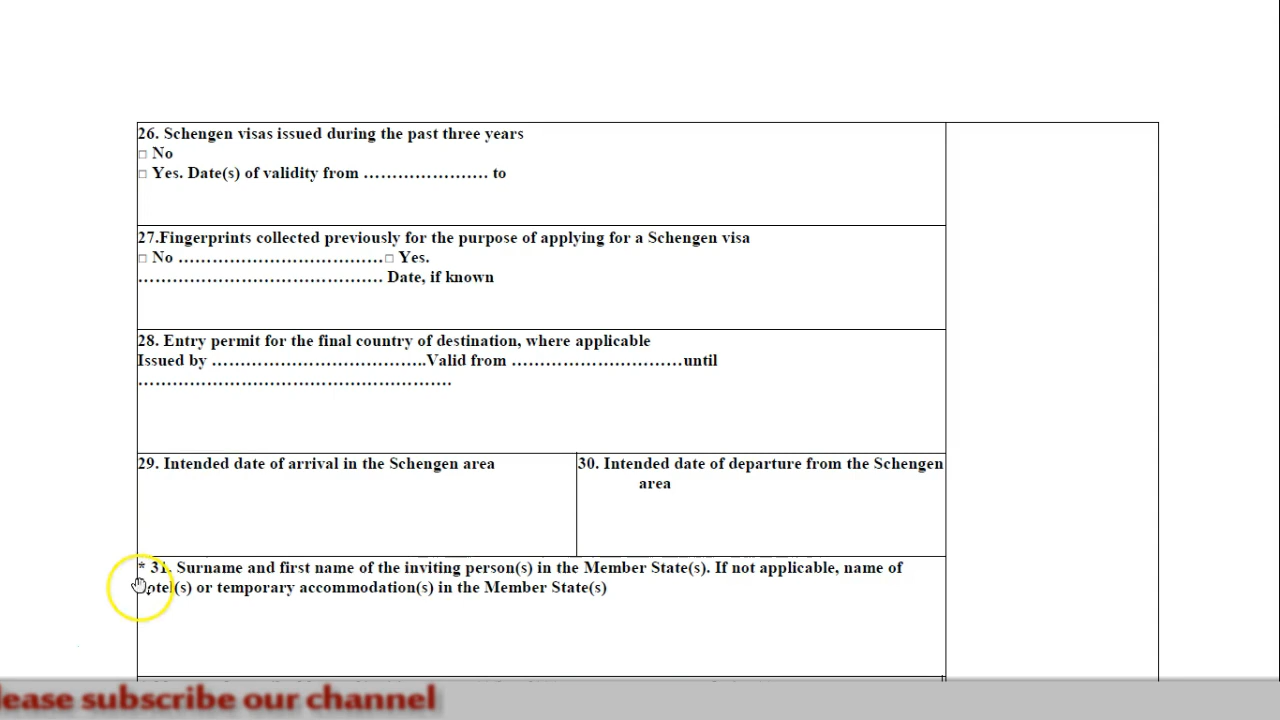 26. Schengen visas issued during the past three years
□ No
□ Yes. Date(s) of validity from …………………. to
27.Fingerprints collected previously for the purpose of applying for a Schengen visa
□ No ………………………………□ Yes.
……………………………………. Date, if known
28. Entry permit for the final country of destination, where applicable
Issued by ………………………………..Valid from …………………………until
……………………………………………….
29. Intended date of arrival in the Schengen area
30. Intended date of departure from the Schengen
area
* 31. Surname and first name of the inviting person(s) in the Member State(s). If not applicable, name of
otel(s) or temporary accommodation(s) in the Member State(s)
lease subscribe our channel